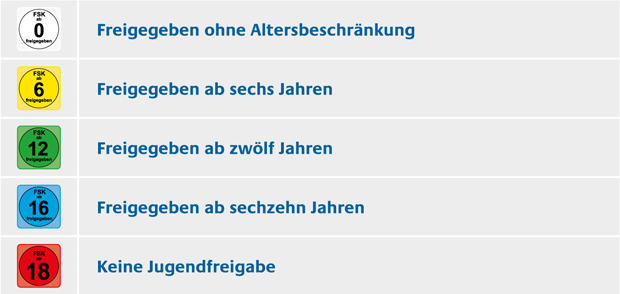 FSK
ab
0
freigegeben
Freigegeben ohne Altersbeschränkung
FSK
ab
6
freigegeben
Freigegeben ab sechs Jahren
FSK
ab
12
freigegeben
Freigegeben ab zwölf Jahren
FSK
ab
16
freigegeben
Freigegeben ab sechzehn Jahren
FSK
ab
18
Keine Jugendfreigabe